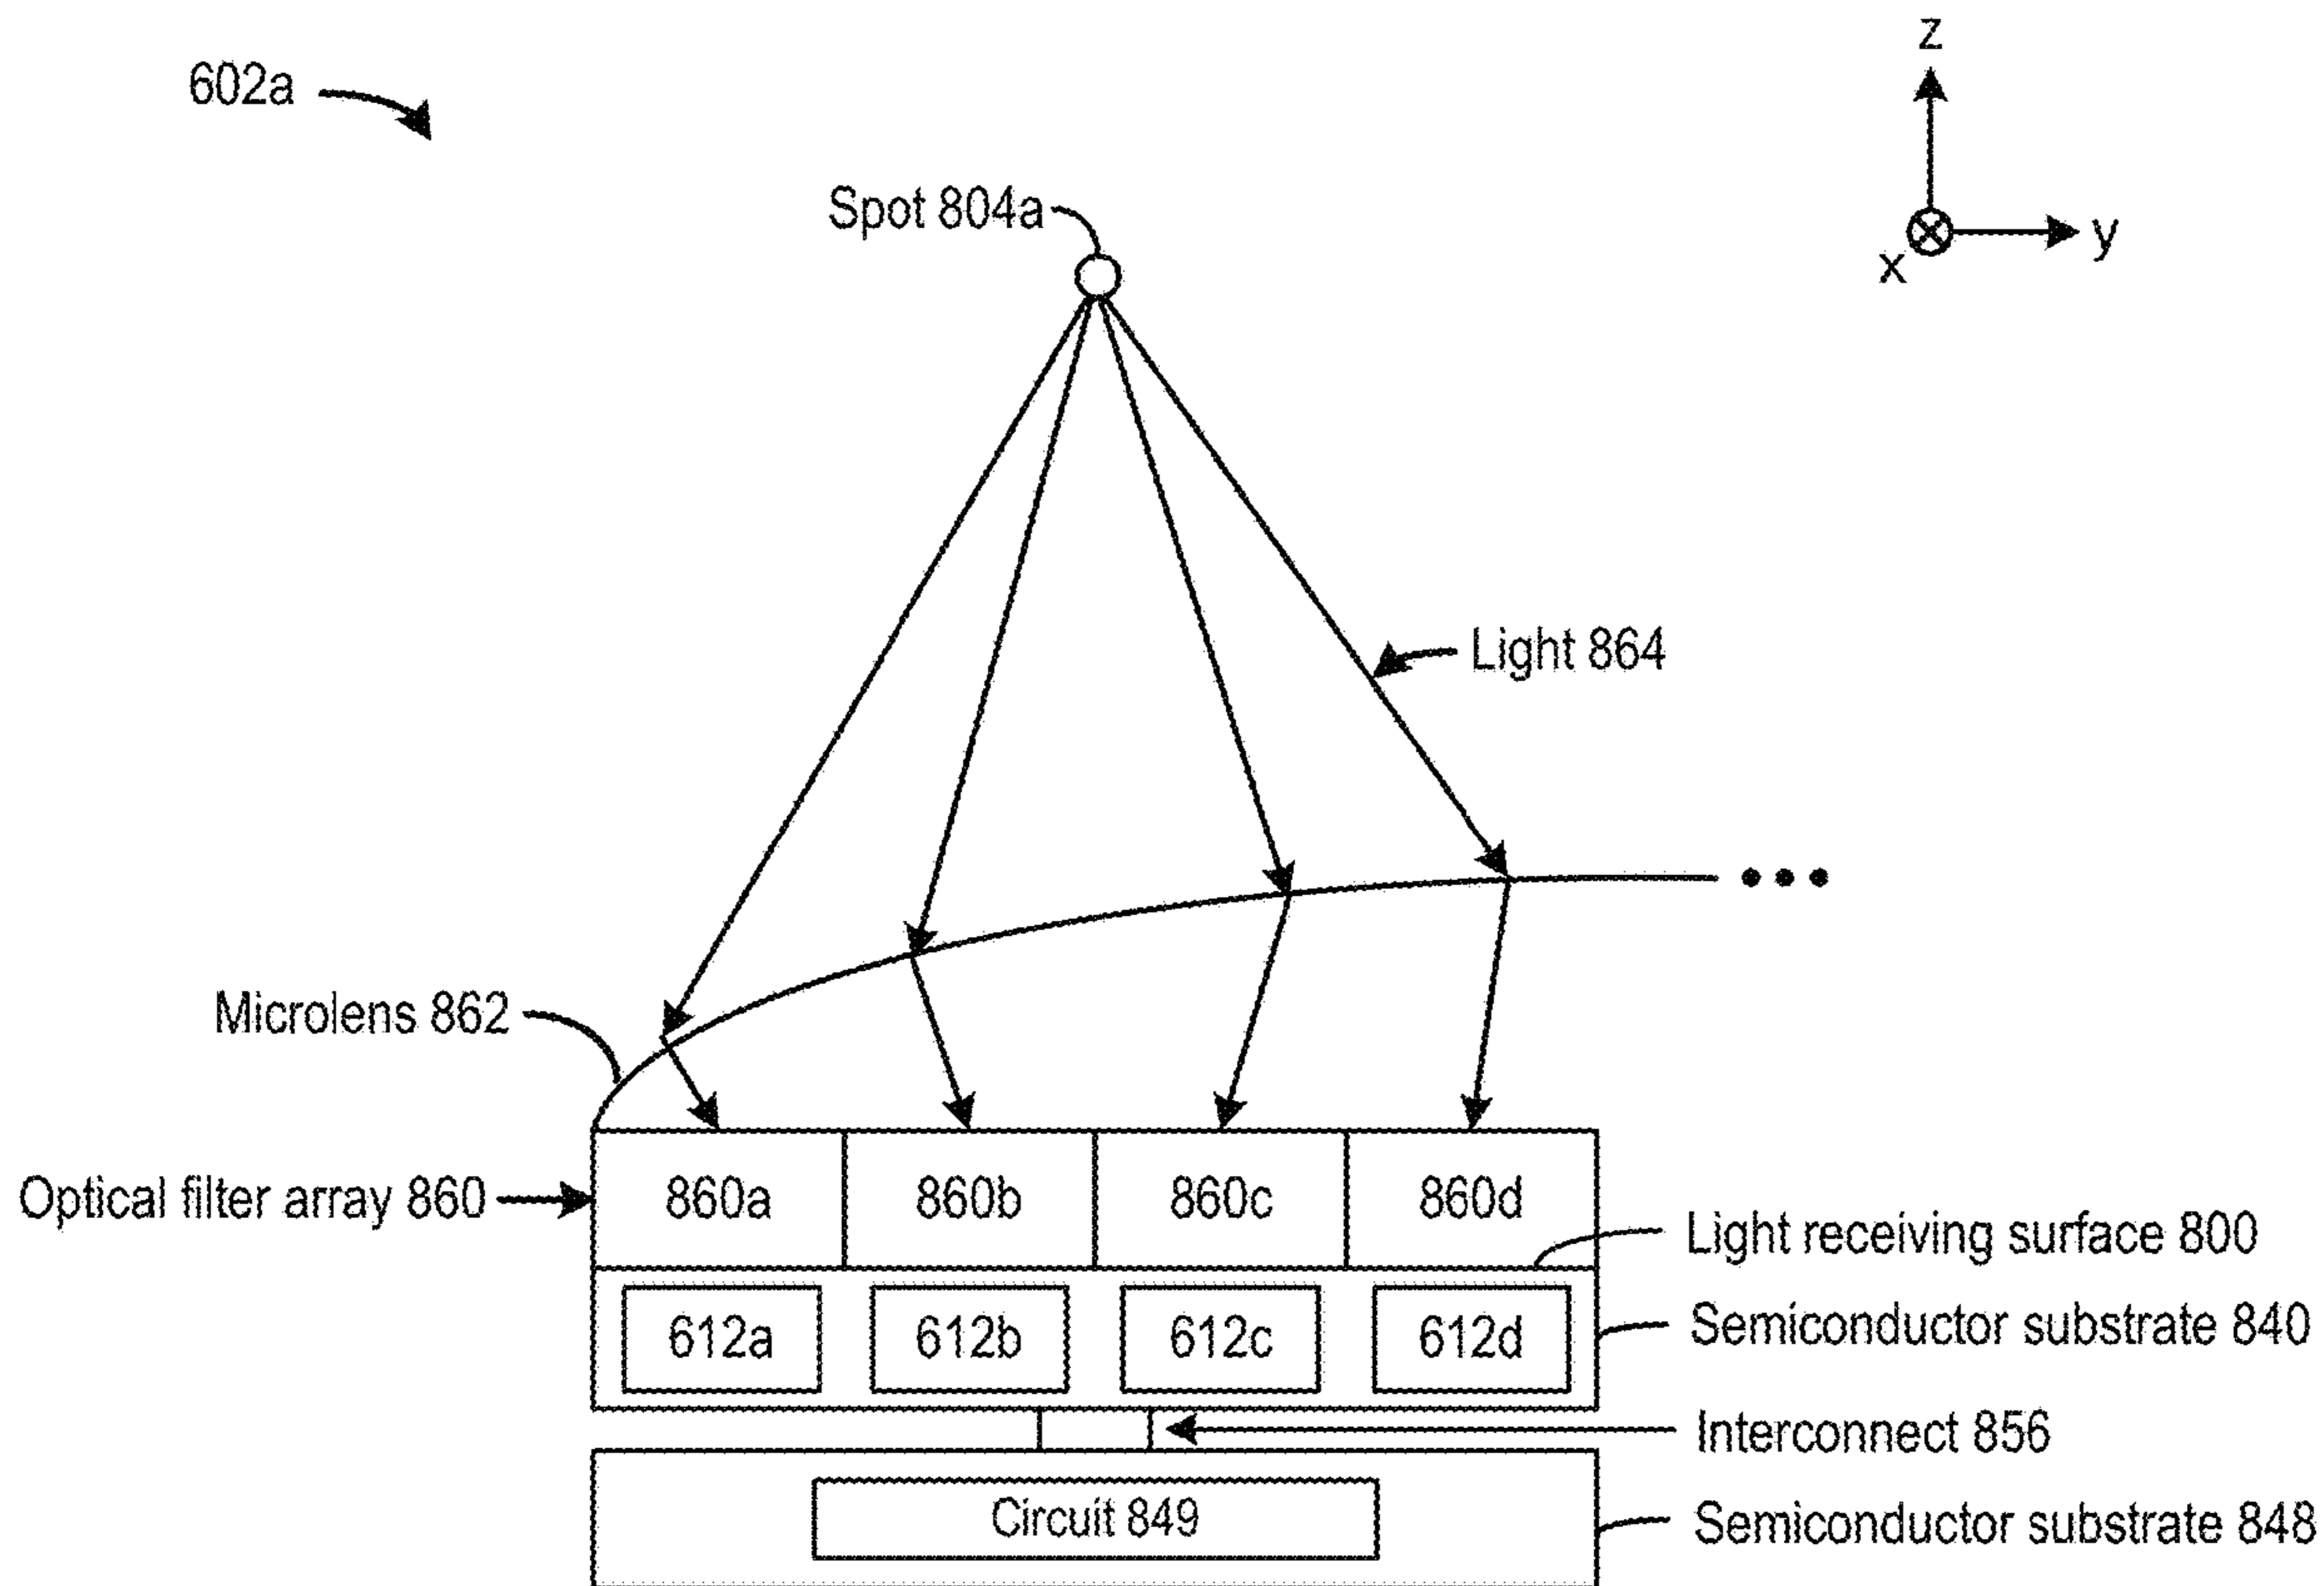 z
602a
Spot 804a
y
x
Light 864
Microlens 862
Optical filter array 860
860a 860b 860c 860d
Light receiving surface 800
612a 612b 612c 612d
Semiconductor substrate 840
Interconnect 856
Circuit 849
Semiconductor substrate 848